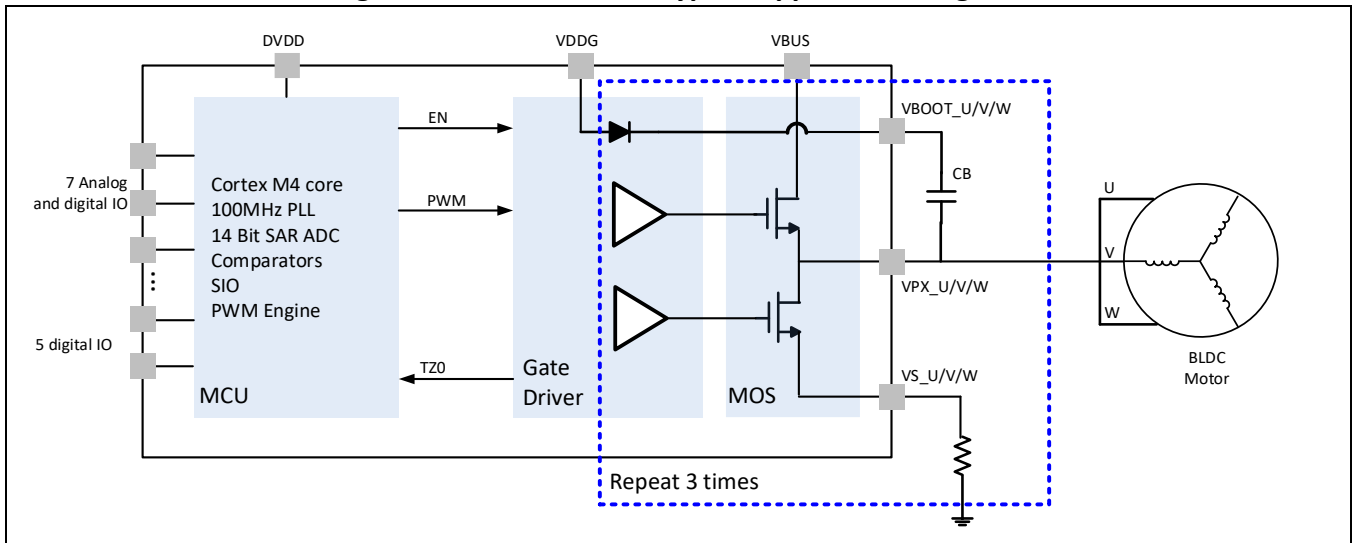 DVDD
VDDG
VBUS
VBOOT_U/V/W
EN
CB
7 Analog
and digital IO
Cortex M4 core
100MHz PLL
14 Bit SAR ADC
Comparators
SIO
PWM Engine
PWM
U
V
W
VPX_U/V/W
5 digital IO
TZ0
Gate
Driver
MCU
MOS
VS_U/V/W
BLDC
Motor
Repeat 3 times